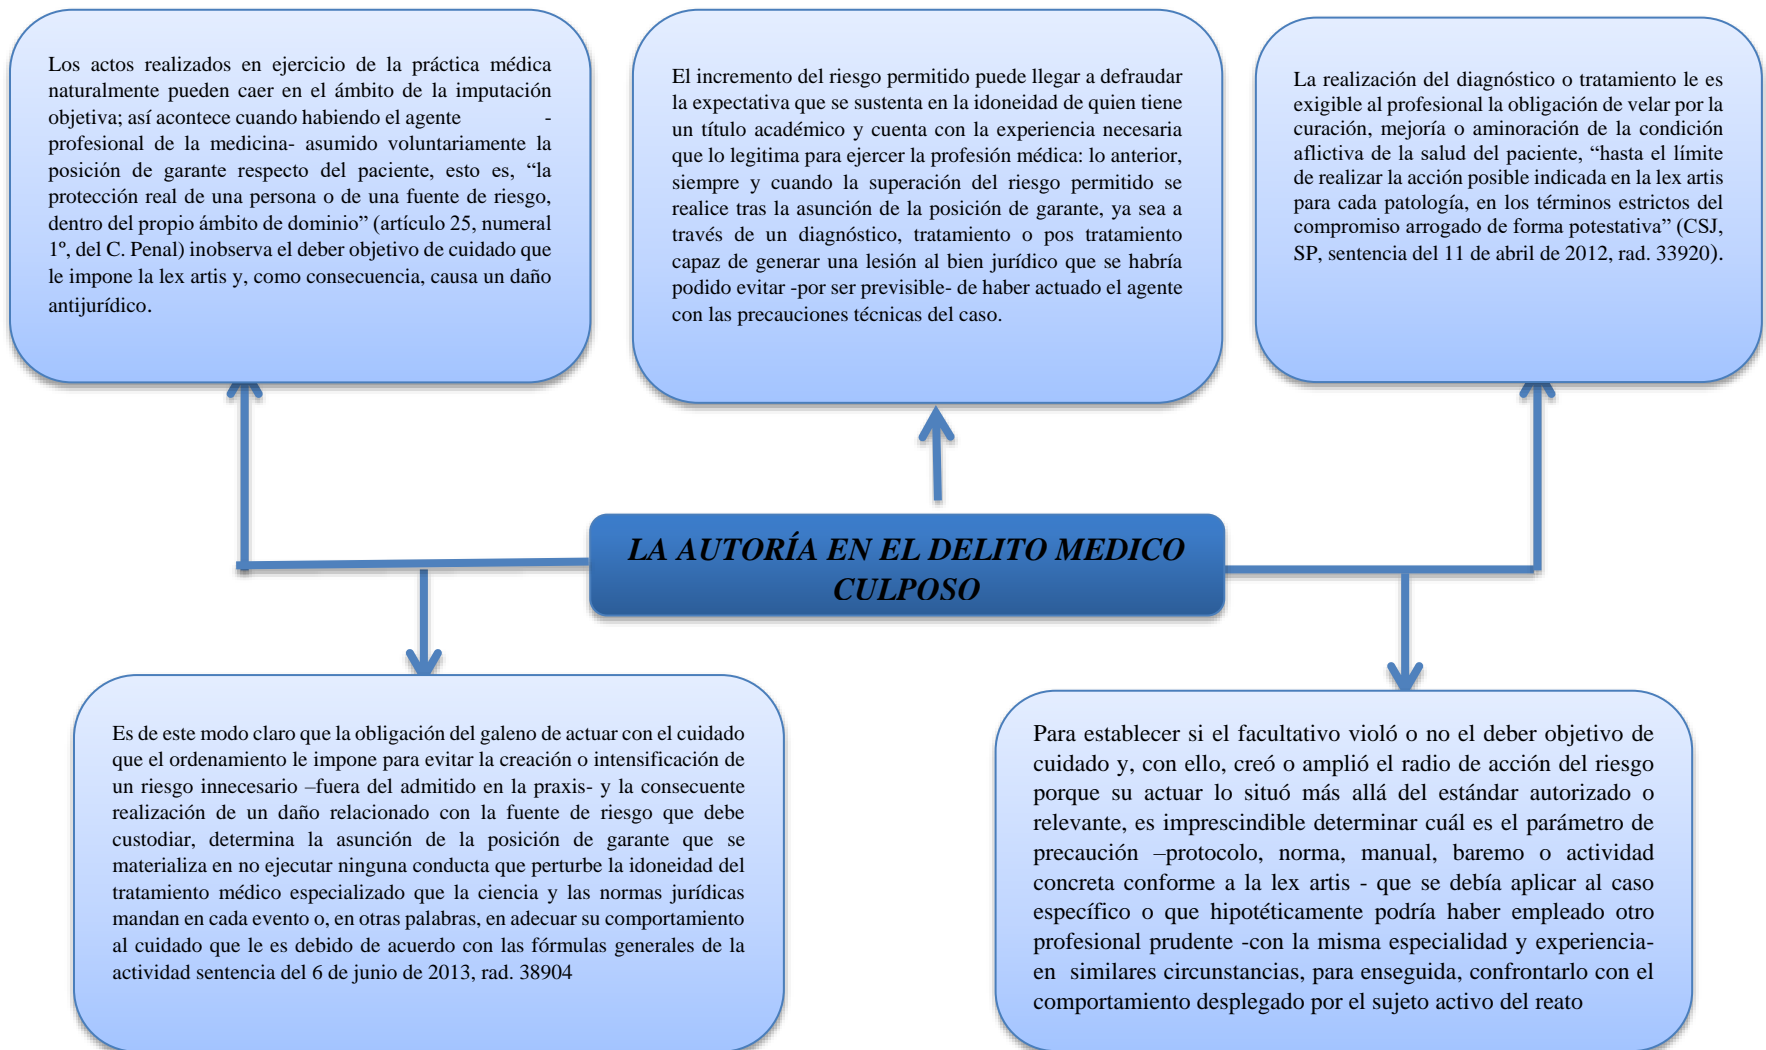 Los actos realizados en ejercicio de la práctica médica
naturalmente pueden caer en el ámbito de la imputación
objetiva; así acontece cuando habiendo el agente -
profesional de la medicina- asumido voluntariamente la
posición de garante respecto del paciente, esto es, “la
protección real de una persona o de una fuente de riesgo,
dentro del propio ámbito de dominio” (artículo 25, numeral
1º, del C. Penal) inobserva el deber objetivo de cuidado que
le impone la lex artis y, como consecuencia, causa un daño
antijurídico.
El incremento del riesgo permitido puede llegar a defraudar
la expectativa que se sustenta en la idoneidad de quien tiene
un título académico y cuenta con la experiencia necesaria
que lo legitima para ejercer la profesión médica: lo anterior,
siempre y cuando la superación del riesgo permitido se
realice tras la asunción de la posición de garante, ya sea a
través de un diagnóstico, tratamiento o pos tratamiento
capaz de generar una lesión al bien jurídico que se habría
podido evitar -por ser previsible- de haber actuado el agente
con las precauciones técnicas del caso.
La realización del diagnóstico o tratamiento le es
exigible al profesional la obligación de velar por la
curación, mejoría o aminoración de la condición
aflictiva de la salud del paciente, “hasta el límite
de realizar la acción posible indicada en la lex artis
para cada patología, en los términos estrictos del
compromiso arrogado de forma potestativa” (CSJ,
SP, sentencia del 11 de abril de 2012, rad. 33920).
LA AUTORÍA EN EL DELITO MEDICO
CULPOSO
Es de este modo claro que la obligación del galeno de actuar con el cuidado
que el ordenamiento le impone para evitar la creación o intensificación de
un riesgo innecesario –fuera del admitido en la praxis- y la consecuente
realización de un daño relacionado con la fuente de riesgo que debe
custodiar, determina la asunción de la posición de garante que se
materializa en no ejecutar ninguna conducta que perturbe la idoneidad del
tratamiento médico especializado que la ciencia y las normas jurídicas
mandan en cada evento o, en otras palabras, en adecuar su comportamiento
al cuidado que le es debido de acuerdo con las fórmulas generales de la
actividad sentencia del 6 de junio de 2013, rad. 38904
Para establecer si el facultativo violó o no el deber objetivo de
cuidado y, con ello, creó o amplió el radio de acción del riesgo
porque su actuar lo situó más allá del estándar autorizado o
relevante, es imprescindible determinar cuál es el parámetro de
precaución –protocolo, norma, manual, baremo o actividad
concreta conforme a la lex artis - que se debía aplicar al caso
específico o que hipotéticamente podría haber empleado otro
profesional prudente -con la misma especialidad y experiencia-
en similares circunstancias, para enseguida, confrontarlo con el
comportamiento desplegado por el sujeto activo del reato